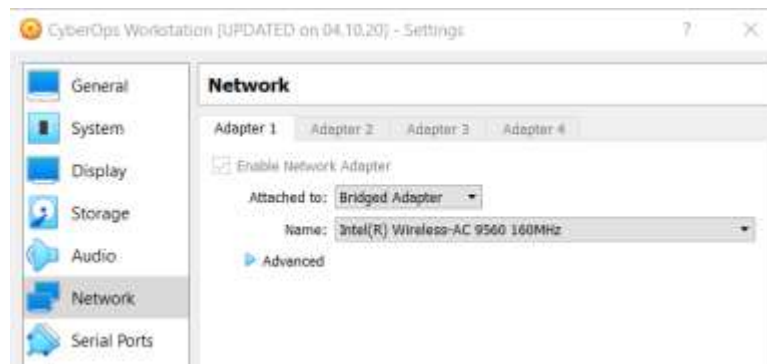 CyberOps Workstation [UPDATED on 04.10.20] - Settings ? ×
General
System
Display
Storage
Audio
Network
Serial Ports
Network
Adapter 1 Adapter 2 Adapter 3 Adapter 4
Enable Network Adapter
Attached to: Bridged Adapter
Name: Intel(R) Wireless-AC 9560 160MHz
Advanced